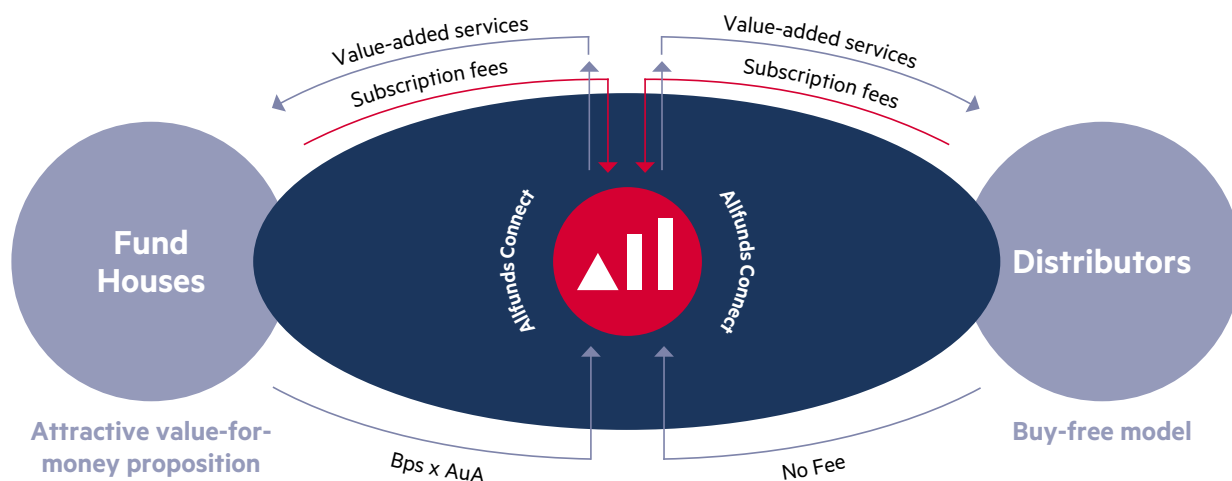 Value-added services
Value-added services
Subscription fees
Subscription fees
Fund
Houses
Allfunds Connect
Allfunds Connect
Distributors
Attractive value-for-
money proposition
Bps x AuA
No Fee
Buy-free model